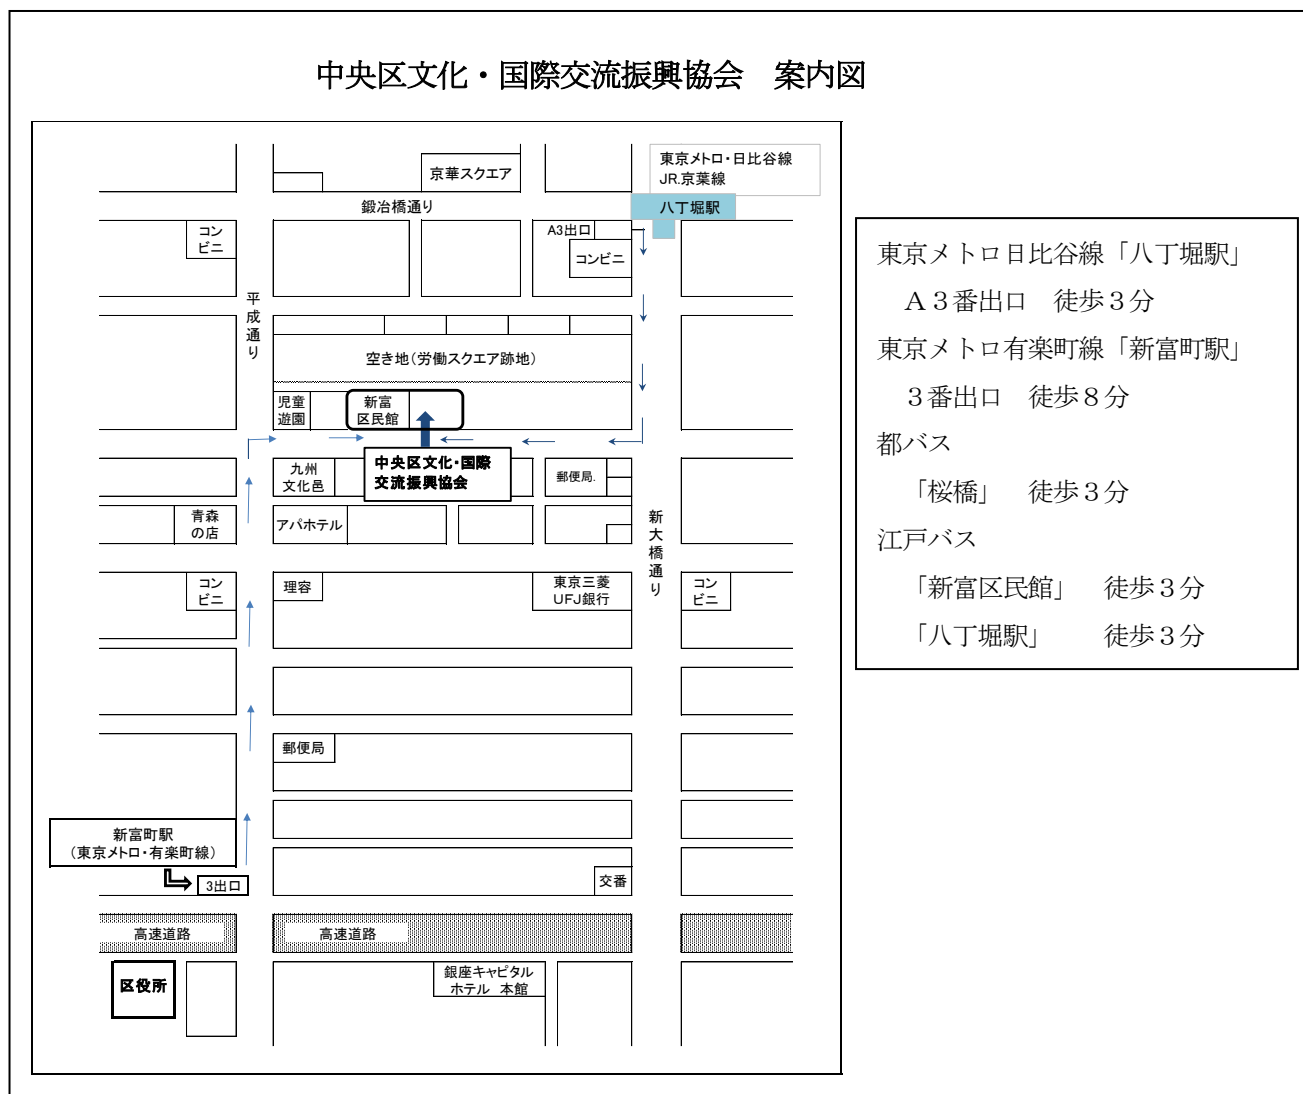 中央区文化・国際交流振興協会　案内図
東京メトロ・日比谷線
JR.京葉線
八丁堀駅
京華スクエア
鍛冶橋通り
コン
ビニ
A3出口
コンビニ
平成通り
空き地(労働スクエア跡地)
児童
遊園
新富
区民館
九州
文化邑
中央区文化・国際
交流振興協会
郵便局.
青森
の店
アパホテル
新大橋通り
コン
ビニ
理容
東京三菱
UFJ銀行
コン
ビニ
郵便局
新富町駅
(東京メトロ・有楽町線)
3出口
交番
高速道路
高速道路
区役所
銀座キャピタル
ホテル 本館
東京メトロ日比谷線「八丁堀駅」
Ａ３番出口　徒歩３分
東京メトロ有楽町線「新富町駅」
３番出口　徒歩８分
都バス
「桜橋」　徒歩３分
江戸バス
「新富区民館」　徒歩３分
「八丁堀駅」　　徒歩３分